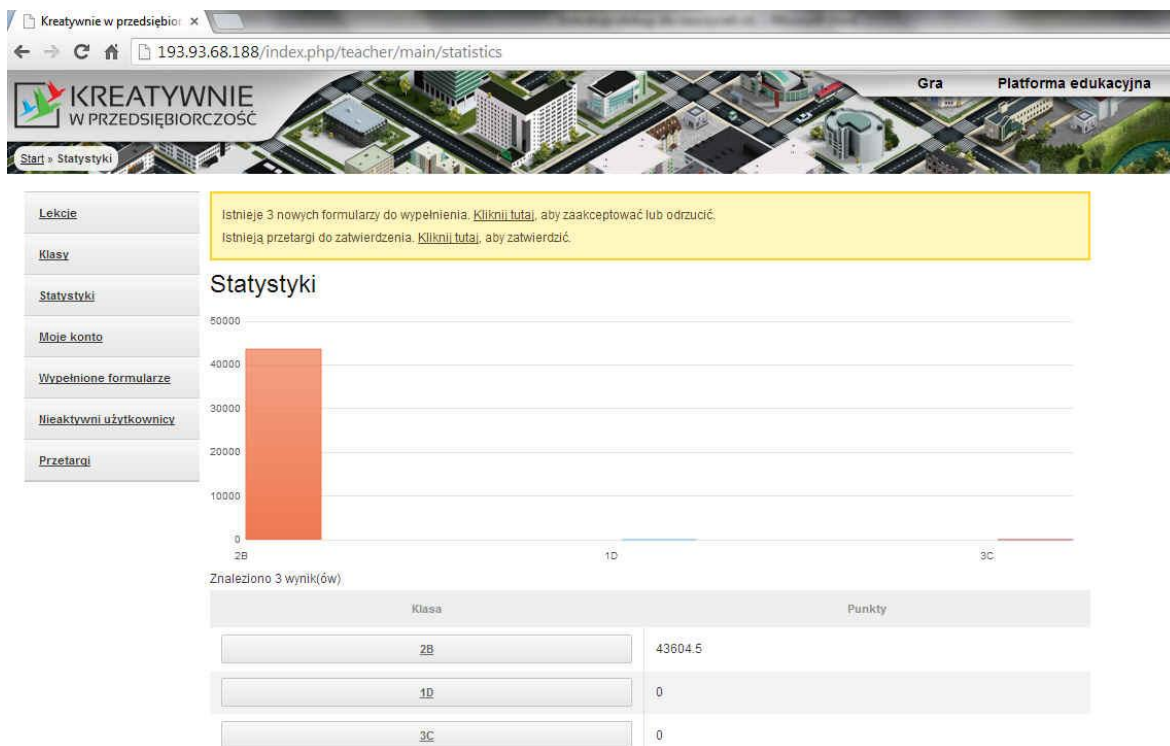 Kreatywnie w przedsiębior ×
193.93.68.188/index.php/teacher/main/statistics
KREATYWNIE
W PRZEDSIĘBIORCZOŚĆ
Gra Platforma edukacyjna
Start » Statystyki
Lekcje
Klasy
Statystyki
Moje konto
Wypełnione formularze
Nieaktywni użytkownicy
Przetargi
Istnieje 3 nowych formularzy do wypełnienia. Kliknij tutaj, aby zaakceptować lub odrzucić.
Istnieją przetargi do zatwierdzenia. Kliknij tutaj, aby zatwierdzić.
Statystyki
50000
40000
30000
20000
10000
0
2B 1D 3C
Znaleziono 3 wynik(ów)
Klasa Punkty
2B 43604.5
1D 0
3C 0